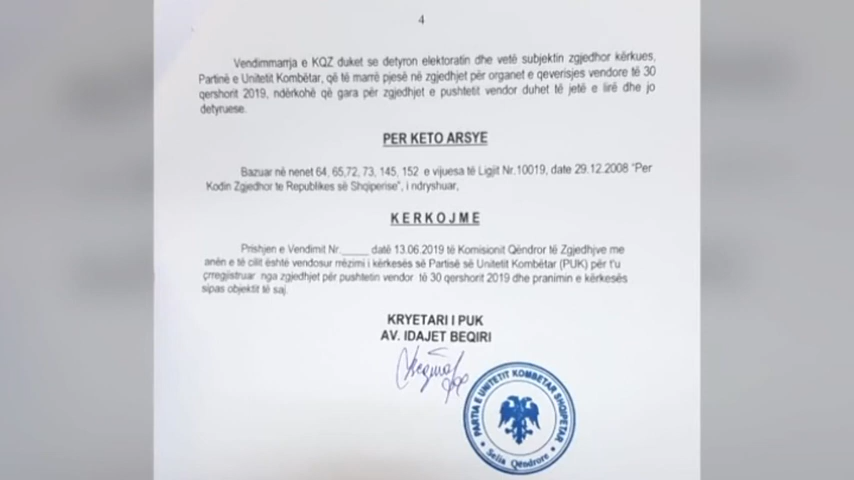 4
Vendimmarrja e KQZ duket se detyron elektoratin dhe vetë subjektin zgjedhor kërkues,
Partinë e Unitetit Kombëtar, që të marrë pjesë në zgjedhjet për organet e qeverisjes vendore të 30
qershorit 2019, ndërkohë që gara për zgjedhjet e pushtetit vendor duhet të jetë e lirë dhe jo
detyruese.
PER KETO ARSYE
Bazuar në nenet 64, 65,72, 73, 145, 152 e vijuesa të Ligjit Nr.10019, date 29.12.2008 "Per
Kodin Zgjedhor te Republikes së Shqiperise", i ndryshuar,
KERKOJME
Prishjen e Vendimit Nr.____ datë 13.06.2019 të Komisionit Qëndror të Zgjedhjve me
anën e të cilit është vendosur rrëzimi i kërkesës së Partisë së Unitetit Kombëtar (PUK) për t'u
çrregjistruar nga zgjedhjet për pushtetin vendor të 30 qershorit 2019 dhe pranimin e kërkesës
sipas objektit të saj.
KRYETARI I PUK
AV. IDAJET BEQIRI
PARTIA E UNITETIT KOMBETAR SHQIPETAR
Selia Qëndrore